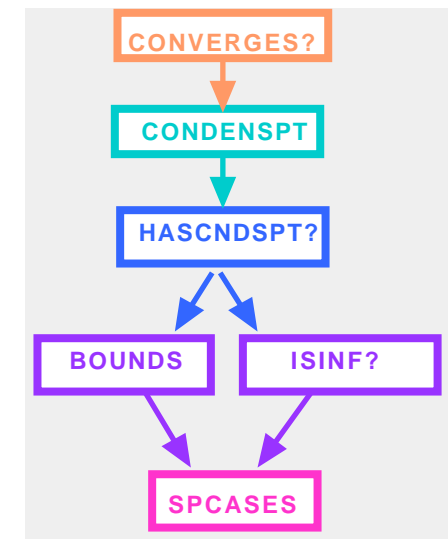 CONVERGES?
CONDENSPT
HASCNDSPT?
BOUNDS
ISINF?
SPCASES